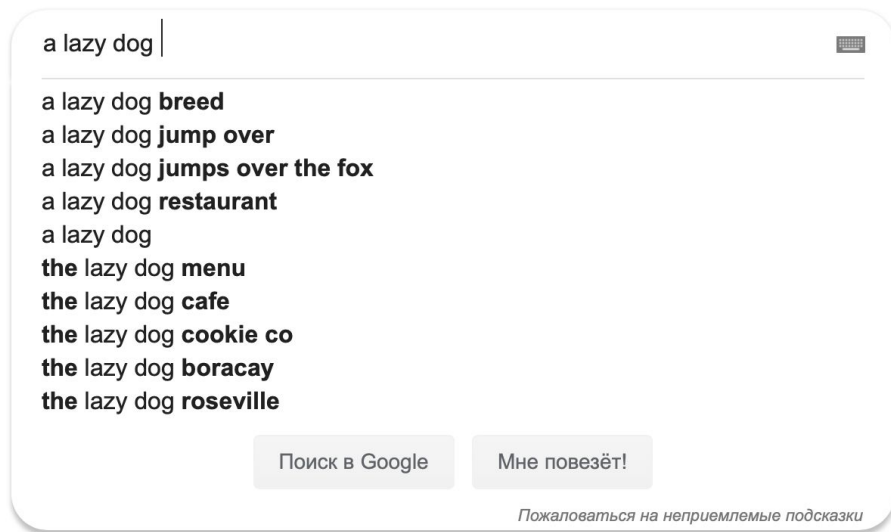 a lazy dog
a lazy dog breed
a lazy dog jump over
a lazy dog jumps over the fox
a lazy dog restaurant
a lazy dog
the lazy dog menu
the lazy dog cafe
the lazy dog cookie co
the lazy dog boracay
the lazy dog roseville
Поиск в Google Мне повезёт!
Пожаловаться на неприемлемые подсказки